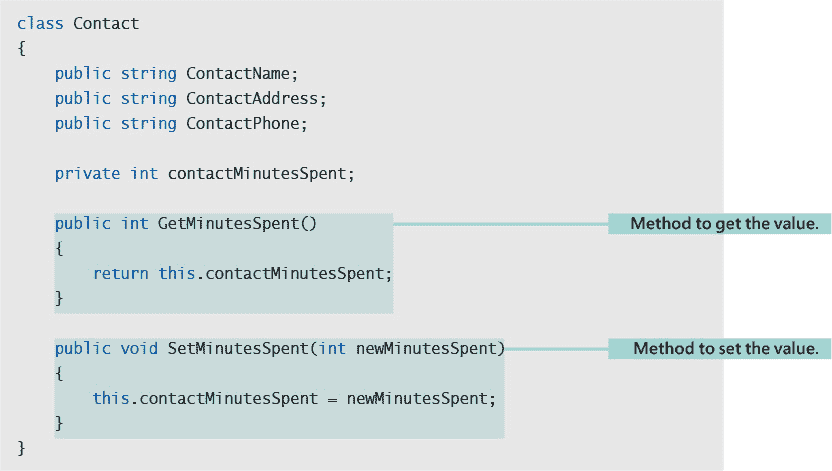 class Contact
{
    public string ContactName;
    public string ContactAddress;
    public string ContactPhone;

    private int contactMinutesSpent;

    public int GetMinutesSpent()
Method to get the value.
    {
        return this.contactMinutesSpent;
    }

    public void SetMinutesSpent(int newMinutesSpent)
Method to set the value.
    {
        this.contactMinutesSpent = newMinutesSpent;
    }
}